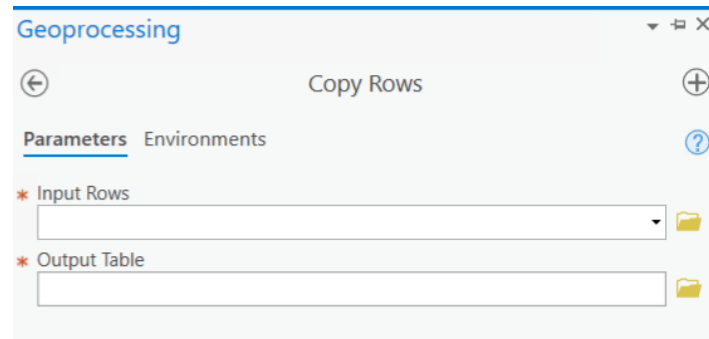 Geoprocessing
Copy Rows
Parameters Environments
* Input Rows
* Output Table